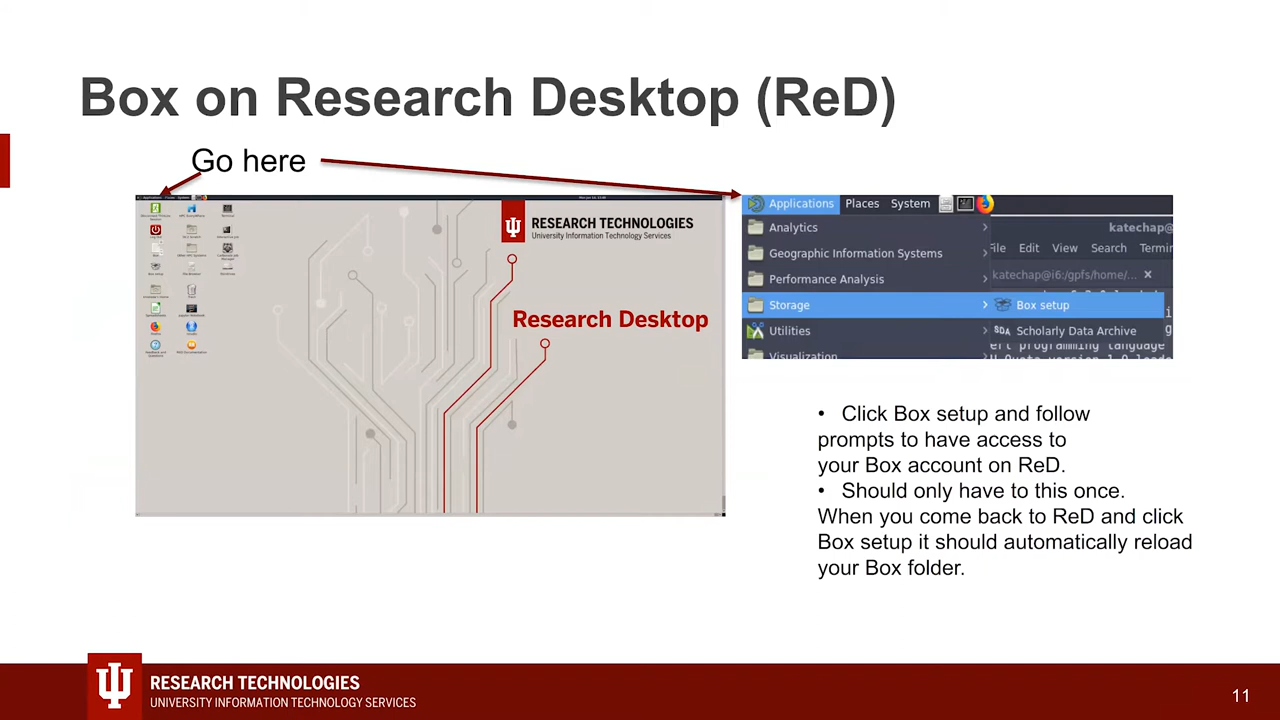 Box on Research Desktop (ReD)
Go here
RESEARCH TECHNOLOGIES
University Information Technology Services
Research Desktop
Applications Places System
Analytics
katechap@
Geographic Information Systems
File Edit View Search Termin
Performance Analysis
katechap@i6:/gpfs/home/... ×
Storage
Box setup
Utilities
SDA Scholarly Data Archive
Visualization
ert programming language
• Click Box setup and follow
prompts to have access to
your Box account on ReD.
• Should only have to this once.
When you come back to ReD and click
Box setup it should automatically reload
your Box folder.
RESEARCH TECHNOLOGIES
UNIVERSITY INFORMATION TECHNOLOGY SERVICES
11